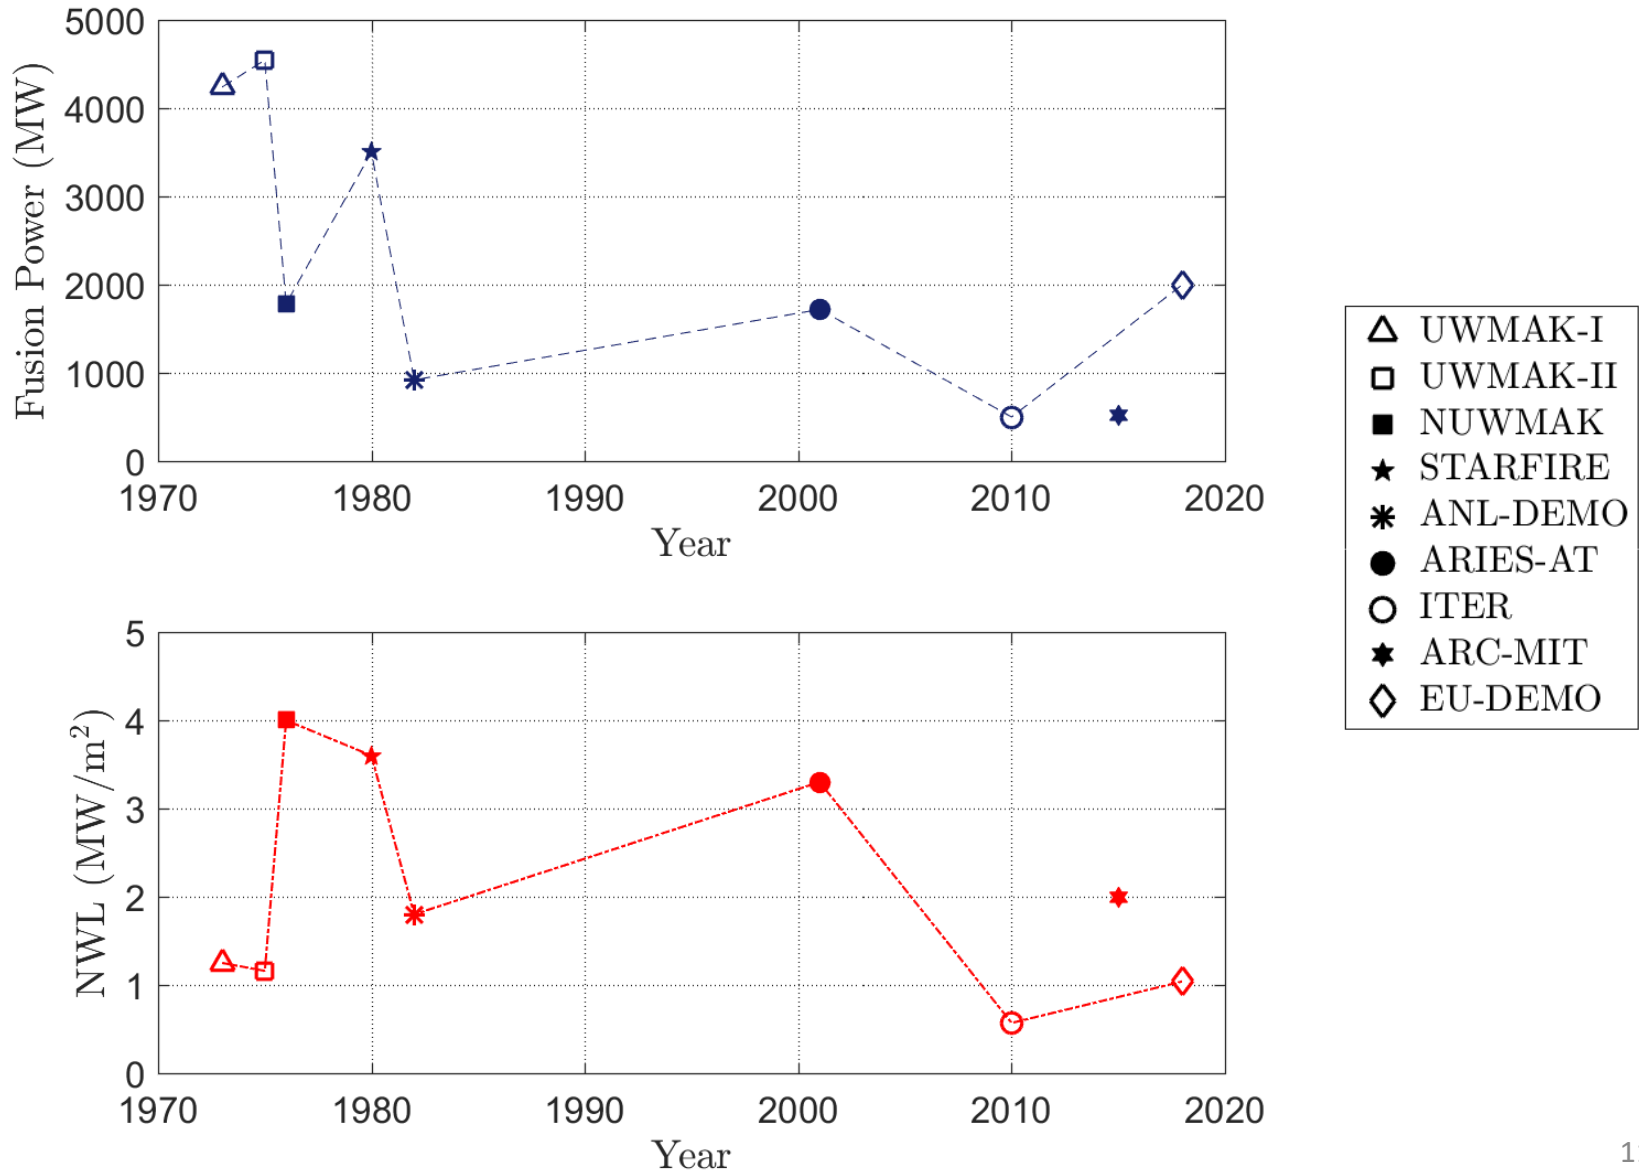 5000
4000
3000
2000
1000
0
Fusion Power (MW)
1970 1980 1990 2000 2010 2020
Year
5
4
3
2
1
0
NWL (MW/m²)
1970 1980 1990 2000 2010 2020
Year
UWMAK-I
UWMAK-II
NUWMAK
STARFIRE
ANL-DEMO
ARIES-AT
ITER
ARC-MIT
EU-DEMO
1